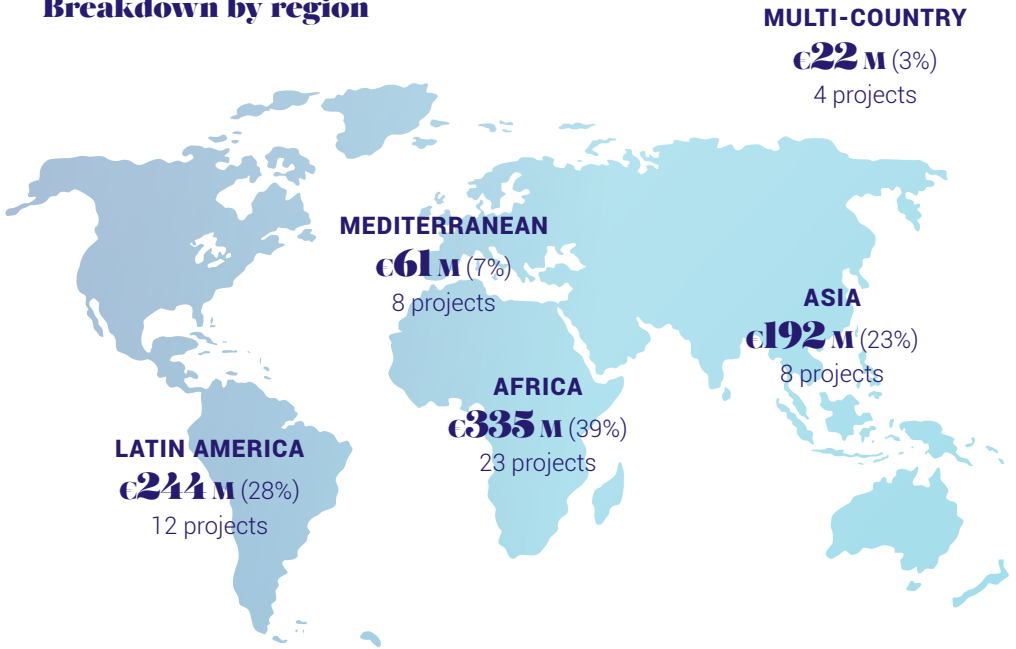 Breakdown by region
MULTI-COUNTRY
€22 M (3%)
4 projects
MEDITERRANEAN
€61 M (7%)
8 projects
ASIA
€192 M (23%)
8 projects
AFRICA
€335 M (39%)
23 projects
LATIN AMERICA
€244 M (28%)
12 projects